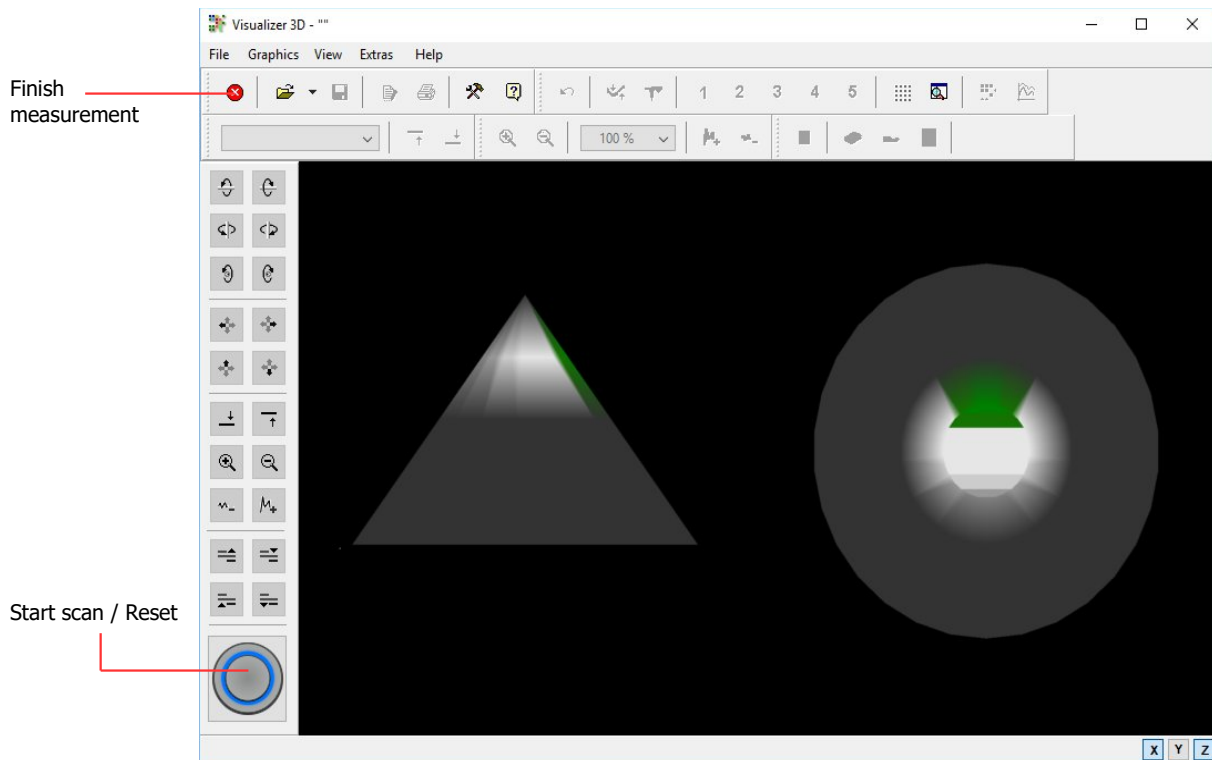 Visualizer 3D - ""
File Graphics View Extras Help
Finish
measurement
1 2 3 4 5
100 %
Start scan / Reset
X Y Z